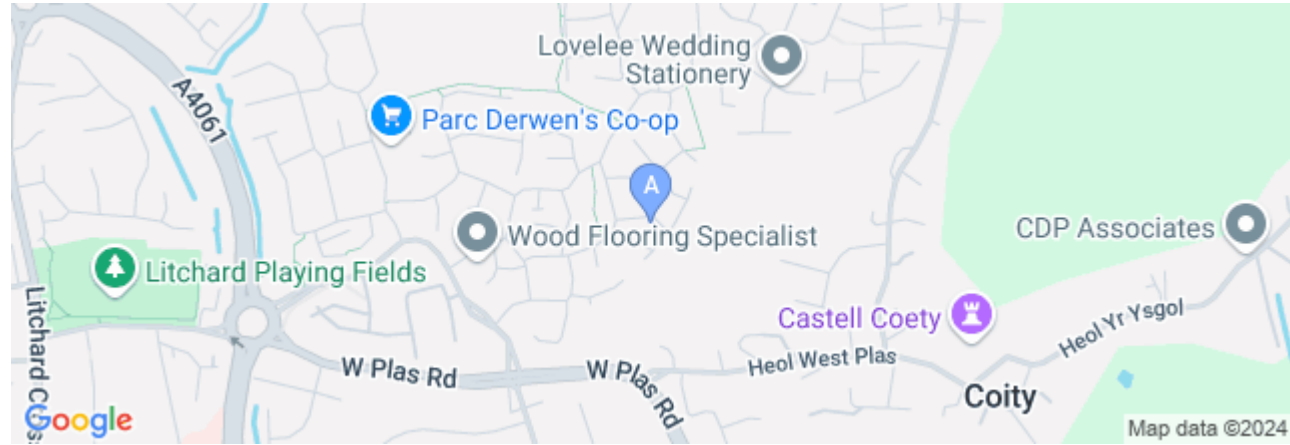 Lovelee Wedding
Stationery
A4061
Parc Derwen's Co-op
A
Wood Flooring Specialist
CDP Associates
Litchard Playing Fields
Litchard
Castell Coety
Heol Yr Ysgol
W Plas Rd
W Plas Rd
Heol West Plas
Coity
Google
Map data ©2024